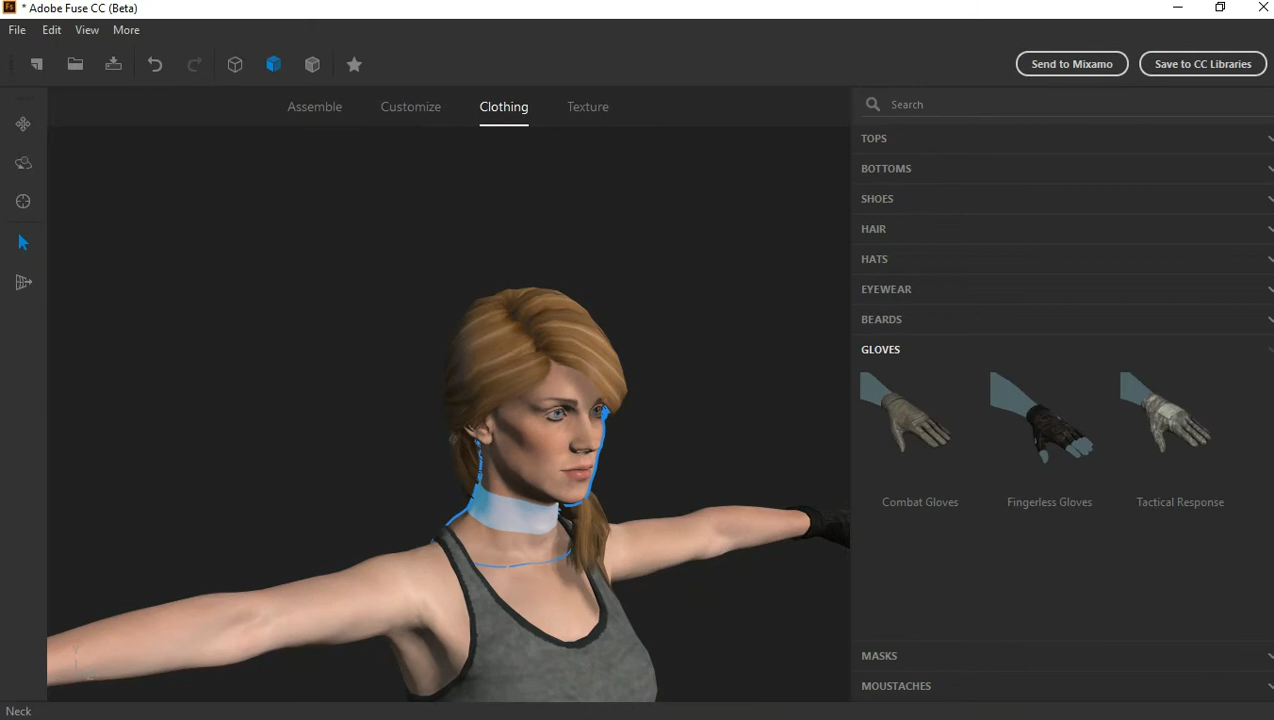 Fs * Adobe Fuse CC (Beta)
File Edit View More
Send to Mixamo Save to CC Libraries
Assemble Customize Clothing Texture
Search
TOPS
BOTTOMS
SHOES
HAIR
HATS
EYEWEAR
BEARDS
GLOVES
Combat Gloves Fingerless Gloves Tactical Response
MASKS
MOUSTACHES
Neck